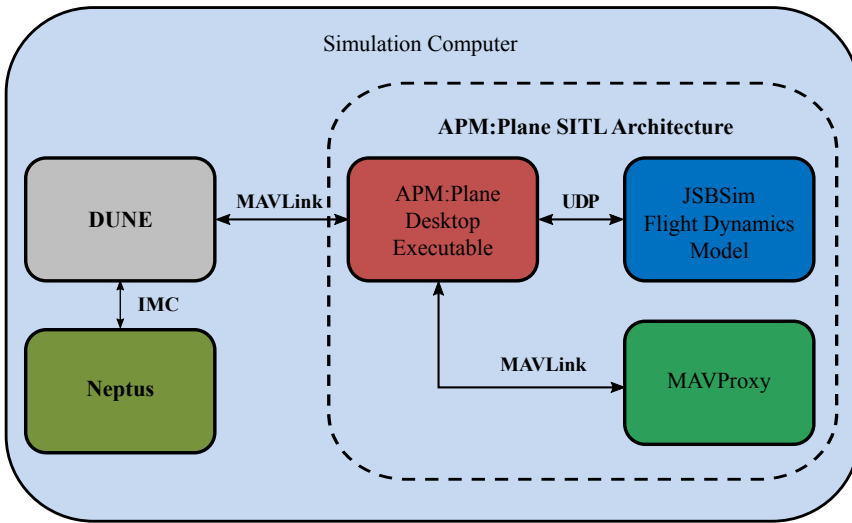 Simulation Computer
APM:Plane SITL Architecture
DUNE
MAVLink
APM:Plane
Desktop
Executable
UDP
JSBSim
Flight Dynamics
Model
IMC
Neptus
MAVLink
MAVProxy